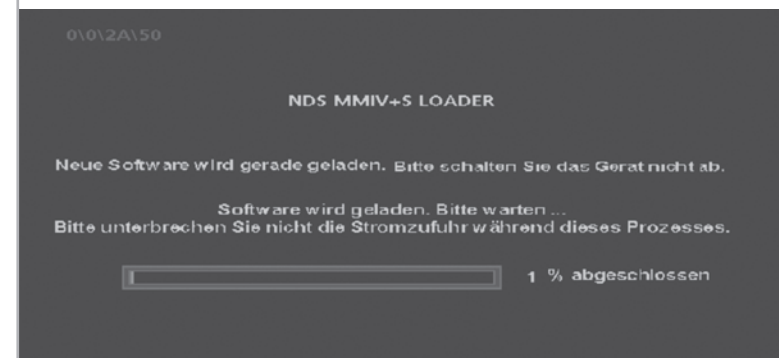 0\0\2A\50
NDS MMIV+S LOADER
Neue Software wird gerade geladen. Bitte schalten Sie das Gerat nicht ab.
Software wird geladen. Bitte warten ...
Bitte unterbrechen Sie nicht die Stromzufuhr während dieses Prozesses.
1 % abgeschlossen